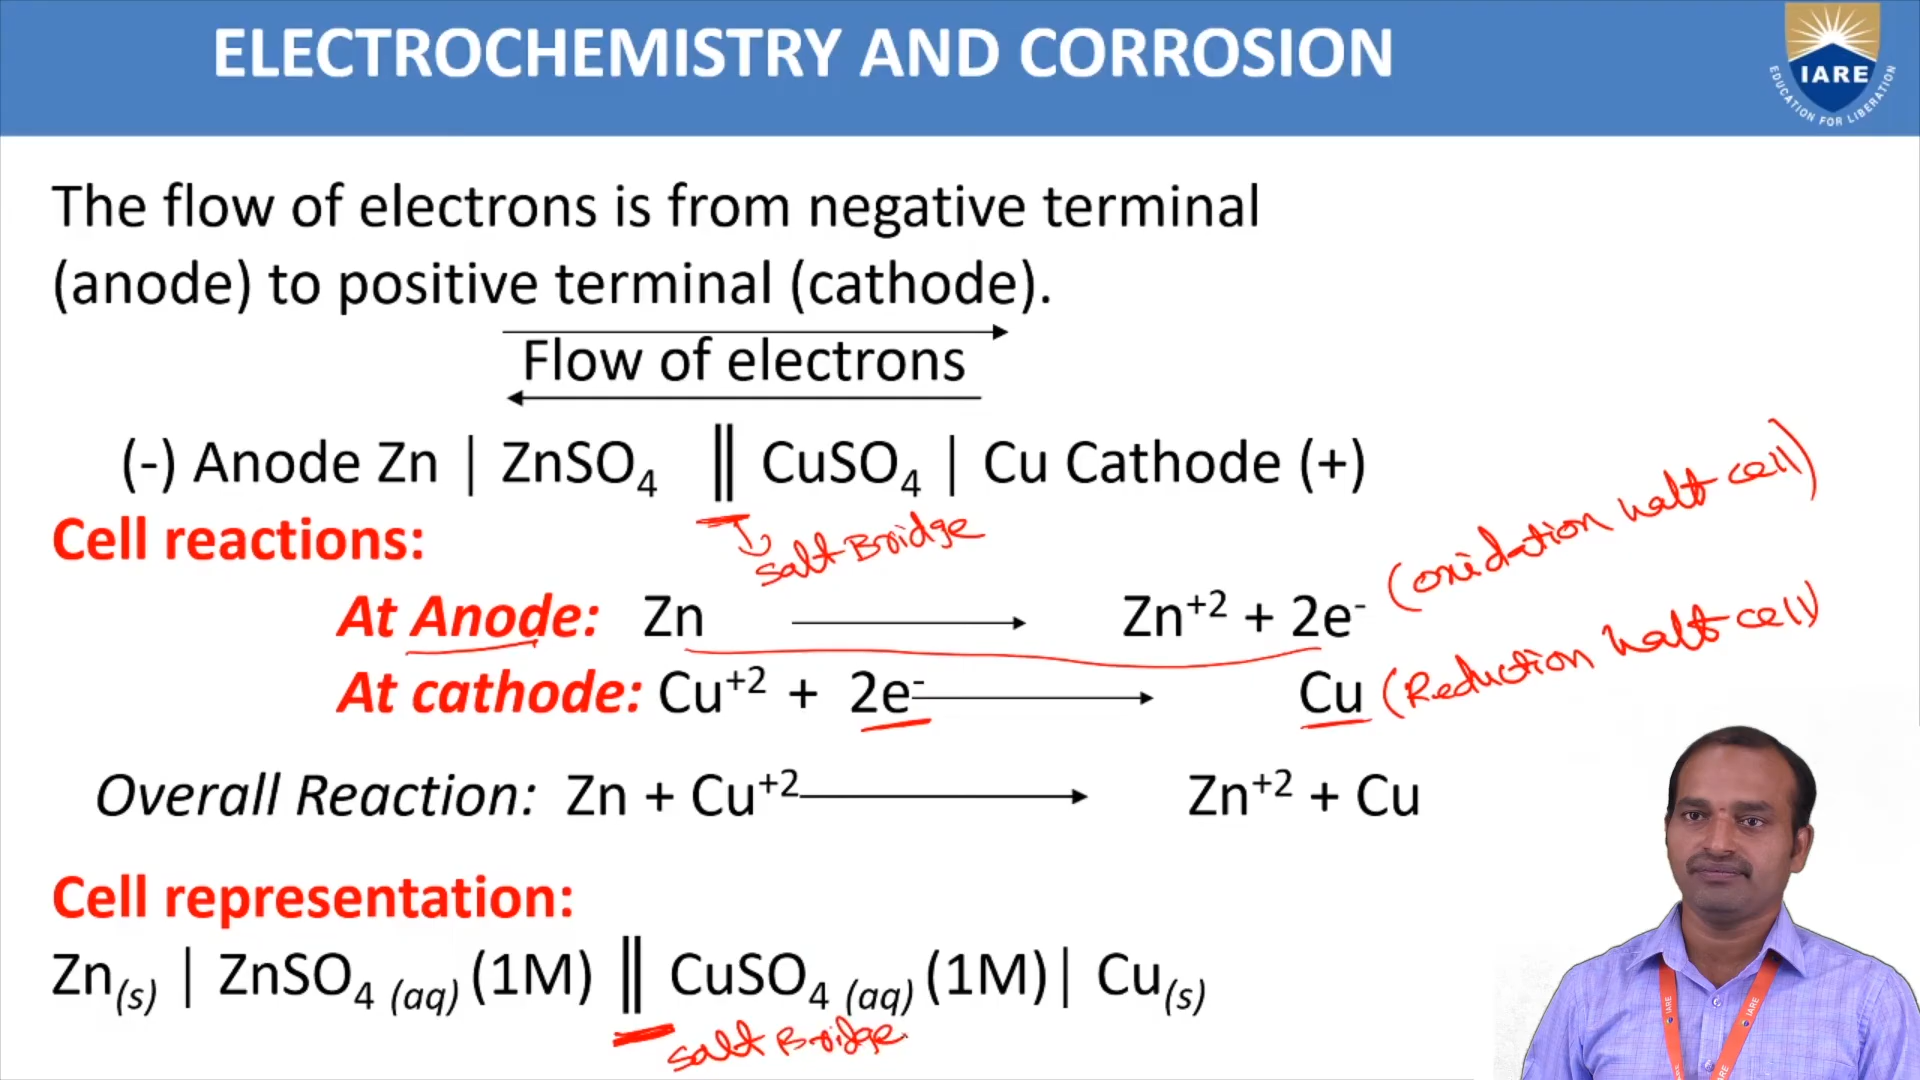 ELECTROCHEMISTRY AND CORROSION
IARE
EDUCATION FOR LIBERATION
The flow of electrons is from negative terminal
(anode) to positive terminal (cathode).
Flow of electrons
(-) Anode Zn | ZnSO₄ ‖ CuSO₄ | Cu Cathode (+)
Salt Bridge
Cell reactions:
(oxidation half cell)
At Anode: Zn ⟶ Zn⁺² + 2e⁻
At cathode: Cu⁺² + 2e⁻ ⟶ Cu (Reduction half cell)
Overall Reaction: Zn + Cu⁺² ⟶ Zn⁺² + Cu
Cell representation:
Zn(s) | ZnSO₄ (aq) (1M) ‖ CuSO₄ (aq) (1M) | Cu(s)
Salt Bridge
IARE
IARE
IARE